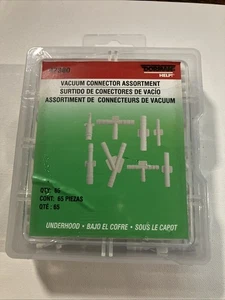 DORMAN
HELP!
VACUUM CONNECTOR ASSORTMENT
SURTIDO DE CONECTORES DE VACÍO
ASSORTIMENT DE CONNECTEURS DE VACUUM
QTY: 65
CONT: 65 PIEZAS
QTÉ: 65
UNDERHOOD • BAJO EL COFRE • SOUS LE CAPOT